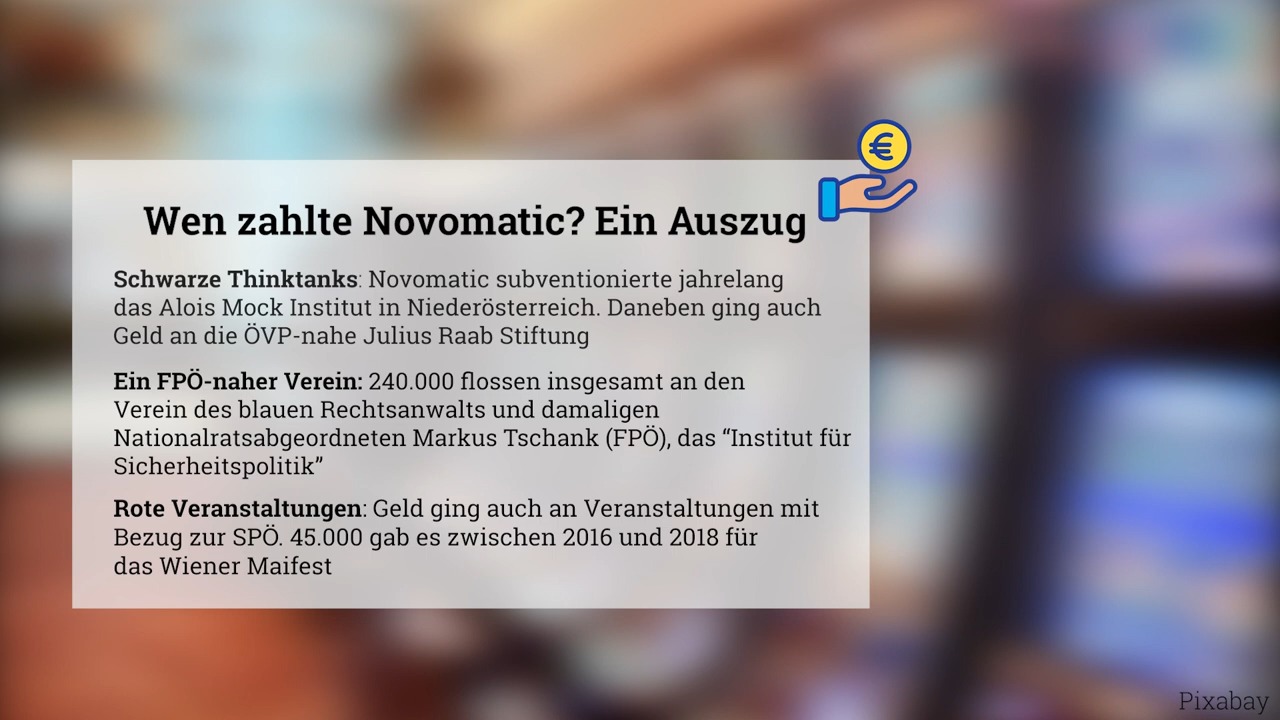 €
Wen zahlte Novomatic? Ein Auszug
Schwarze Thinktanks: Novomatic subventionierte jahrelang
das Alois Mock Institut in Niederösterreich. Daneben ging auch
Geld an die ÖVP-nahe Julius Raab Stiftung
Ein FPÖ-naher Verein: 240.000 flossen insgesamt an den
Verein des blauen Rechtsanwalts und damaligen
Nationalratsabgeordneten Markus Tschank (FPÖ), das “Institut für
Sicherheitspolitik”
Rote Veranstaltungen: Geld ging auch an Veranstaltungen mit
Bezug zur SPÖ. 45.000 gab es zwischen 2016 und 2018 für
das Wiener Maifest
Pixabay